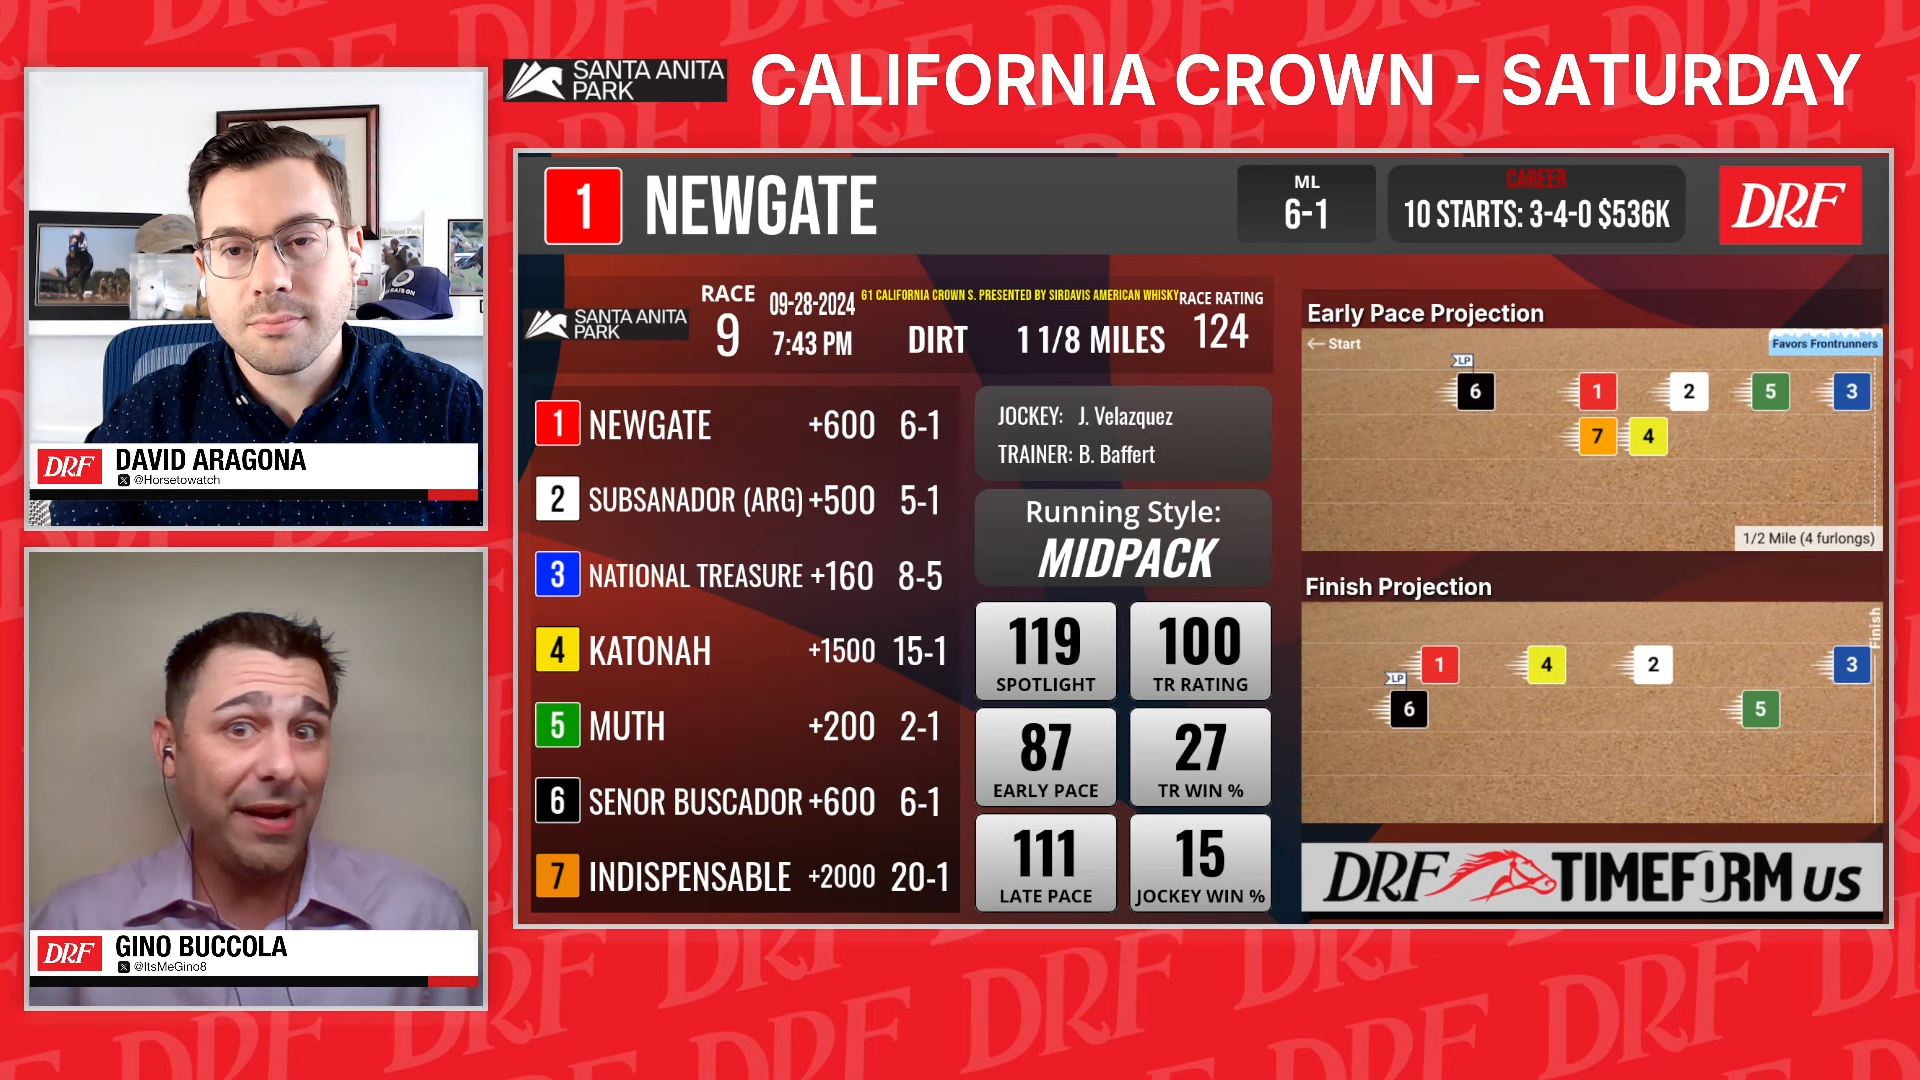 SANTA ANITA
PARK
CALIFORNIA CROWN - SATURDAY
DRF
DAVID ARAGONA
@Horsetowatch
DRF
GINO BUCCOLA
@ItsMeGino8
1
NEWGATE
ML
6-1
CAREER
10 STARTS: 3-4-0 $536K
DRF
SANTA ANITA
PARK
RACE
9
09-28-2024
7:43 PM
G1 CALIFORNIA CROWN S. PRESENTED BY SIRDAVIS AMERICAN WHISKY
DIRT 1 1/8 MILES
RACE RATING
124
1 NEWGATE +600 6-1
2 SUBSANADOR (ARG) +500 5-1
3 NATIONAL TREASURE +160 8-5
4 KATONAH +1500 15-1
5 MUTH +200 2-1
6 SENOR BUSCADOR +600 6-1
7 INDISPENSABLE +2000 20-1
JOCKEY: J. Velazquez
TRAINER: B. Baffert
Running Style:
MIDPACK
119
SPOTLIGHT
100
TR RATING
87
EARLY PACE
27
TR WIN %
111
LATE PACE
15
JOCKEY WIN %
Early Pace Projection
Start
Favors Frontrunners
LP
6 1 2 5 3
7 4
1/2 Mile (4 furlongs)
Finish Projection
Finish
1 4 2 3
LP
6 5
DRF TIMEFORM US